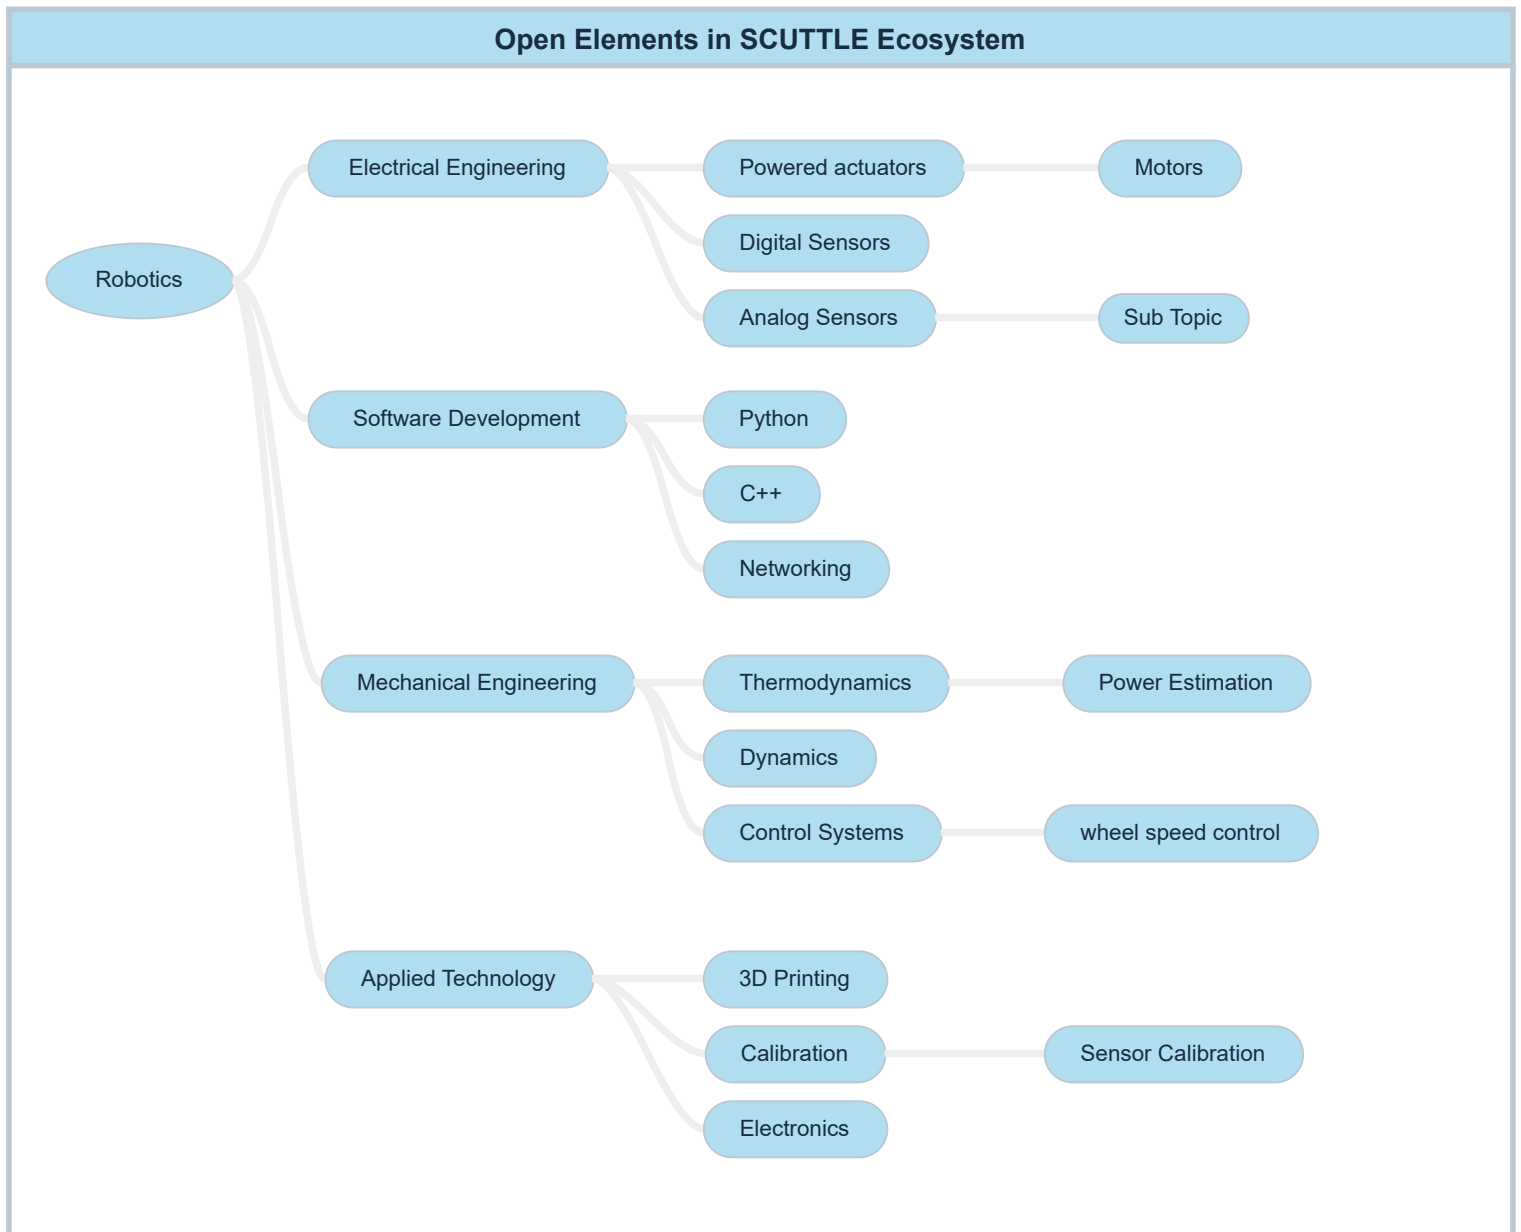 Open Elements in SCUTTLE Ecosystem
Robotics
Electrical Engineering
Powered actuators
Motors
Digital Sensors
Analog Sensors
Sub Topic
Software Development
Python
C++
Networking
Mechanical Engineering
Thermodynamics
Power Estimation
Dynamics
Control Systems
wheel speed control
Applied Technology
3D Printing
Calibration
Sensor Calibration
Electronics